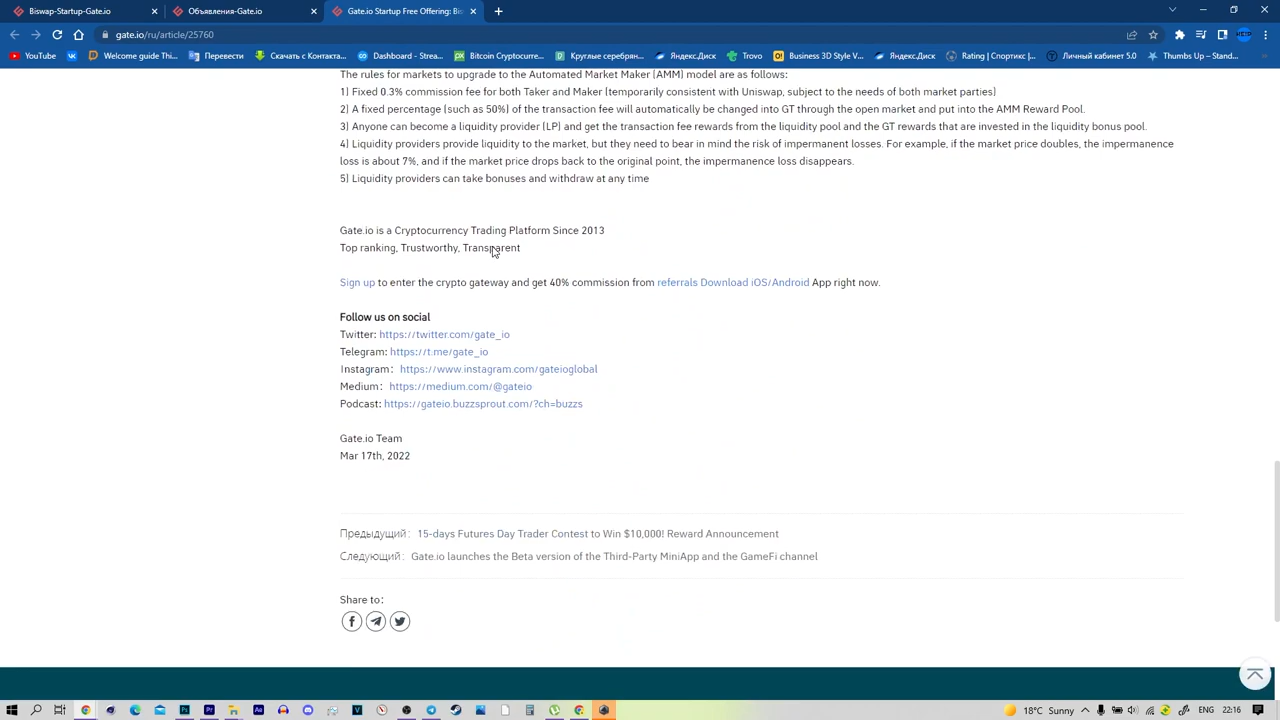 Biswap-Startup-Gate.io
Объявления-Gate.io
Gate.io Startup Free Offering: Bis
gate.io/ru/article/25760
YouTube
Welcome guide Thi...
Перевести
Скачать с Контакта...
Dashboard - Strea...
Bitcoin Cryptocurre...
Круглые серебрян...
Яндекс.Диск
Trovo
Business 3D Style V...
Яндекс.Диск
Rating | Спортикс |...
Личный кабинет 5.0
Thumbs Up – Stand...
The rules for markets to upgrade to the Automated Market Maker (AMM) model are as follows:
1) Fixed 0.3% commission fee for both Taker and Maker (temporarily consistent with Uniswap, subject to the needs of both market parties)
2) A fixed percentage (such as 50%) of the transaction fee will automatically be changed into GT through the open market and put into the AMM Reward Pool.
3) Anyone can become a liquidity provider (LP) and get the transaction fee rewards from the liquidity pool and the GT rewards that are invested in the liquidity bonus pool.
4) Liquidity providers provide liquidity to the market, but they need to bear in mind the risk of impermanent losses. For example, if the market price doubles, the impermanence
loss is about 7%, and if the market price drops back to the original point, the impermanence loss disappears.
5) Liquidity providers can take bonuses and withdraw at any time
Gate.io is a Cryptocurrency Trading Platform Since 2013
Top ranking, Trustworthy, Transparent
Sign up to enter the crypto gateway and get 40% commission from referrals Download iOS/Android App right now.
Follow us on social
Twitter: https://twitter.com/gate_io
Telegram: https://t.me/gate_io
Instagram： https://www.instagram.com/gateioglobal
Medium： https://medium.com/@gateio
Podcast: https://gateio.buzzsprout.com/?ch=buzzs
Gate.io Team
Mar 17th, 2022
Предыдущий： 15-days Futures Day Trader Contest to Win $10,000! Reward Announcement
Следующий： Gate.io launches the Beta version of the Third-Party MiniApp and the GameFi channel
Share to：
18°C Sunny
ENG
22:16